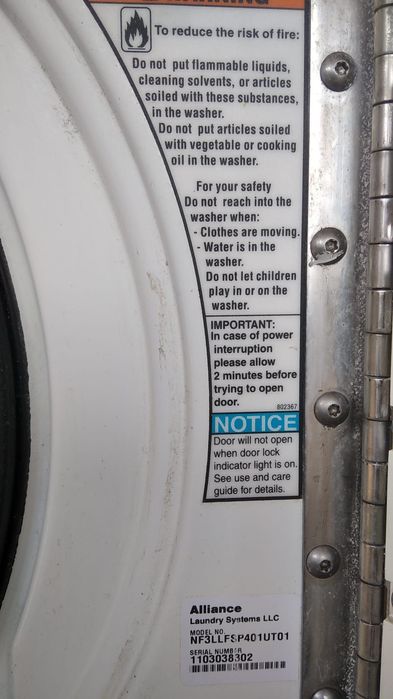 WARNING
To reduce the risk of fire:
Do not put flammable liquids,
cleaning solvents, or articles
soiled with these substances,
in the washer.
Do not put articles soiled
with vegetable or cooking
oil in the washer.
For your safety
Do not reach into the
washer when:
- Clothes are moving.
- Water is in the
washer.
Do not let children
play in or on the
washer.
IMPORTANT:
In case of power
interruption
please allow
2 minutes before
trying to open
door.
802367
NOTICE
Door will not open
when door lock
indicator light is on.
See use and care
guide for details.
Alliance
Laundry Systems LLC
MODEL NO.
NF3LLFSP401UT01
SERIAL NUMBER
1103038302